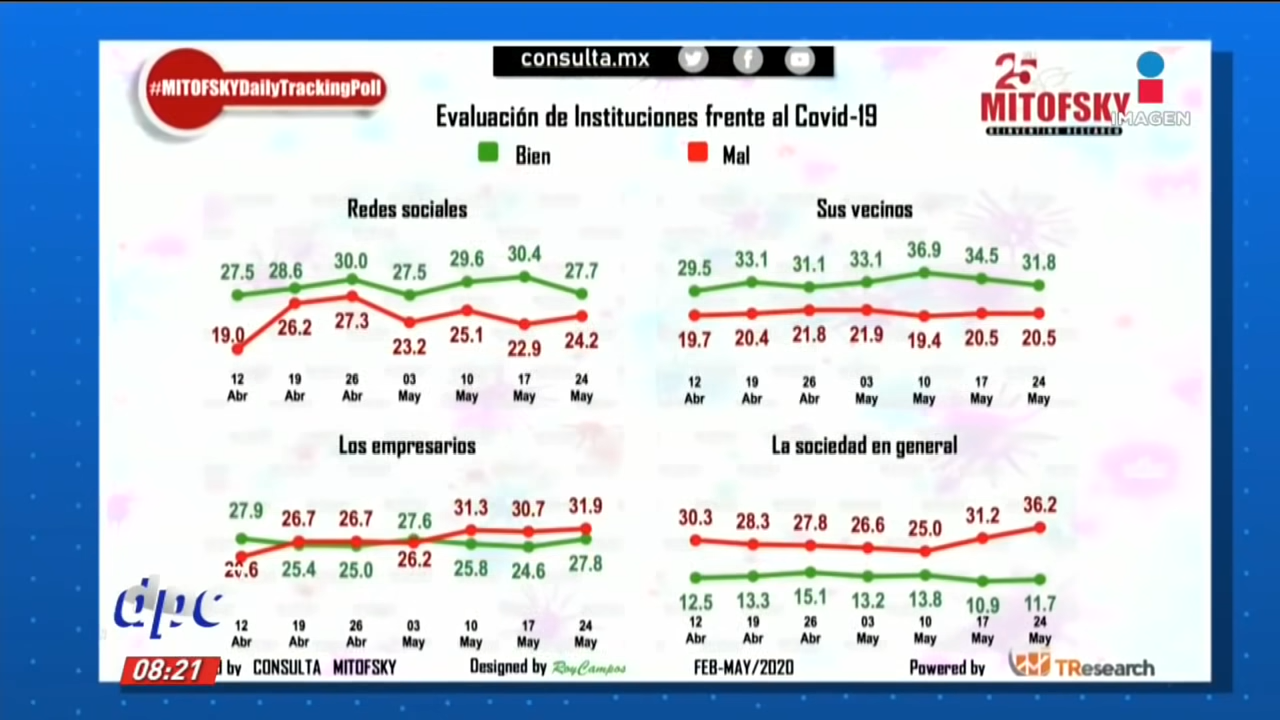 consulta.mx
#MITOFSKYDailyTrackingPoll
25
MITOFSKY
REINVENTING RESEARCH
IMAGEN
Evaluación de Instituciones frente al Covid-19
Bien Mal
Redes sociales
27.5 28.6 30.0 27.5 29.6 30.4 27.7
19.0 26.2 27.3 23.2 25.1 22.9 24.2
12 19 26 03 10 17 24
Abr Abr Abr May May May May
Sus vecinos
29.5 33.1 31.1 33.1 36.9 34.5 31.8
19.7 20.4 21.8 21.9 19.4 20.5 20.5
12 19 26 03 10 17 24
Abr Abr Abr May May May May
Los empresarios
27.9 26.7 26.7 27.6 31.3 30.7 31.9
25.4 25.0 26.2 25.8 24.6 27.8
12 19 26 03 10 17 24
Abr Abr Abr May May May May
La sociedad en general
30.3 28.3 27.8 26.6 25.0 31.2 36.2
12.5 13.3 15.1 13.2 13.8 10.9 11.7
12 19 26 03 10 17 24
Abr Abr Abr May May May May
dpc
08:21
by CONSULTA MITOFSKY
Designed by RoyCampos
FEB-MAY/2020
Powered by TResearch